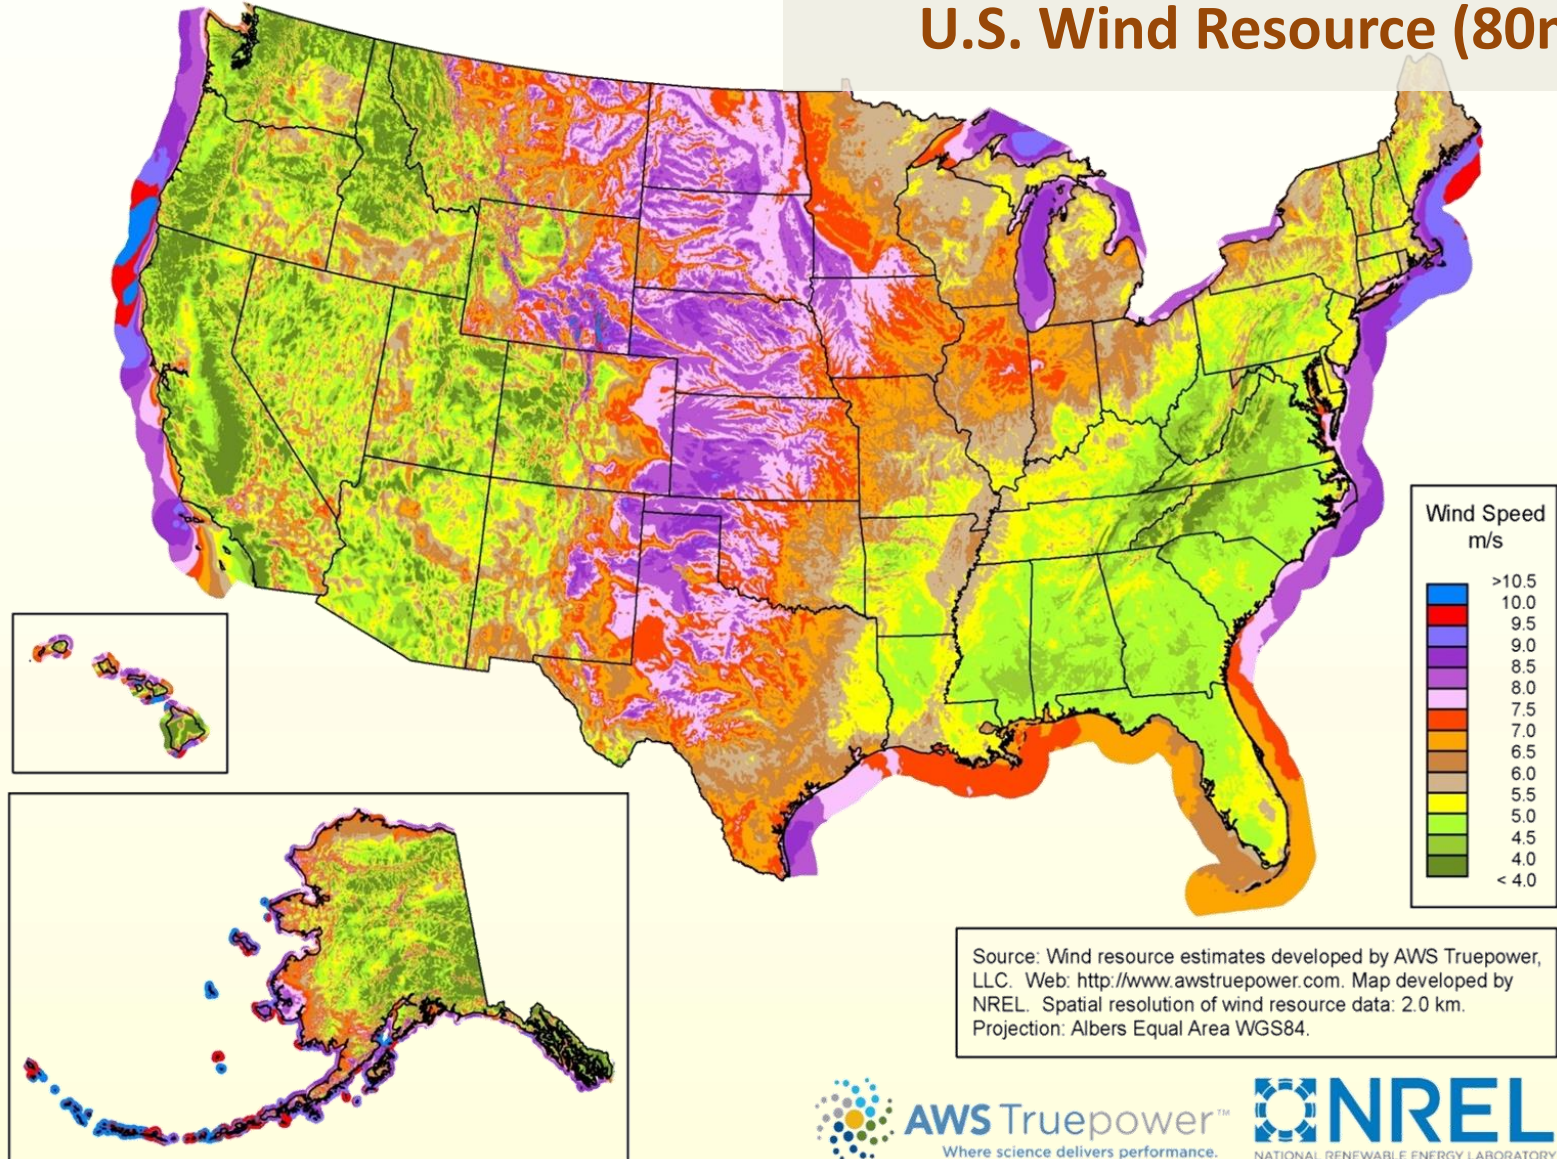 U.S. Wind Resource (80
Wind Speed
m/s
>10.5
10.0
9.5
9.0
8.5
8.0
7.5
7.0
6.5
6.0
5.5
5.0
4.5
4.0
< 4.0
Source: Wind resource estimates developed by AWS Truepower,
LLC. Web: http://www.awstruepower.com. Map developed by
NREL. Spatial resolution of wind resource data: 2.0 km.
Projection: Albers Equal Area WGS84.
AWS Truepower™
Where science delivers performance.
NREL
NATIONAL RENEWABLE ENERGY LABORATORY